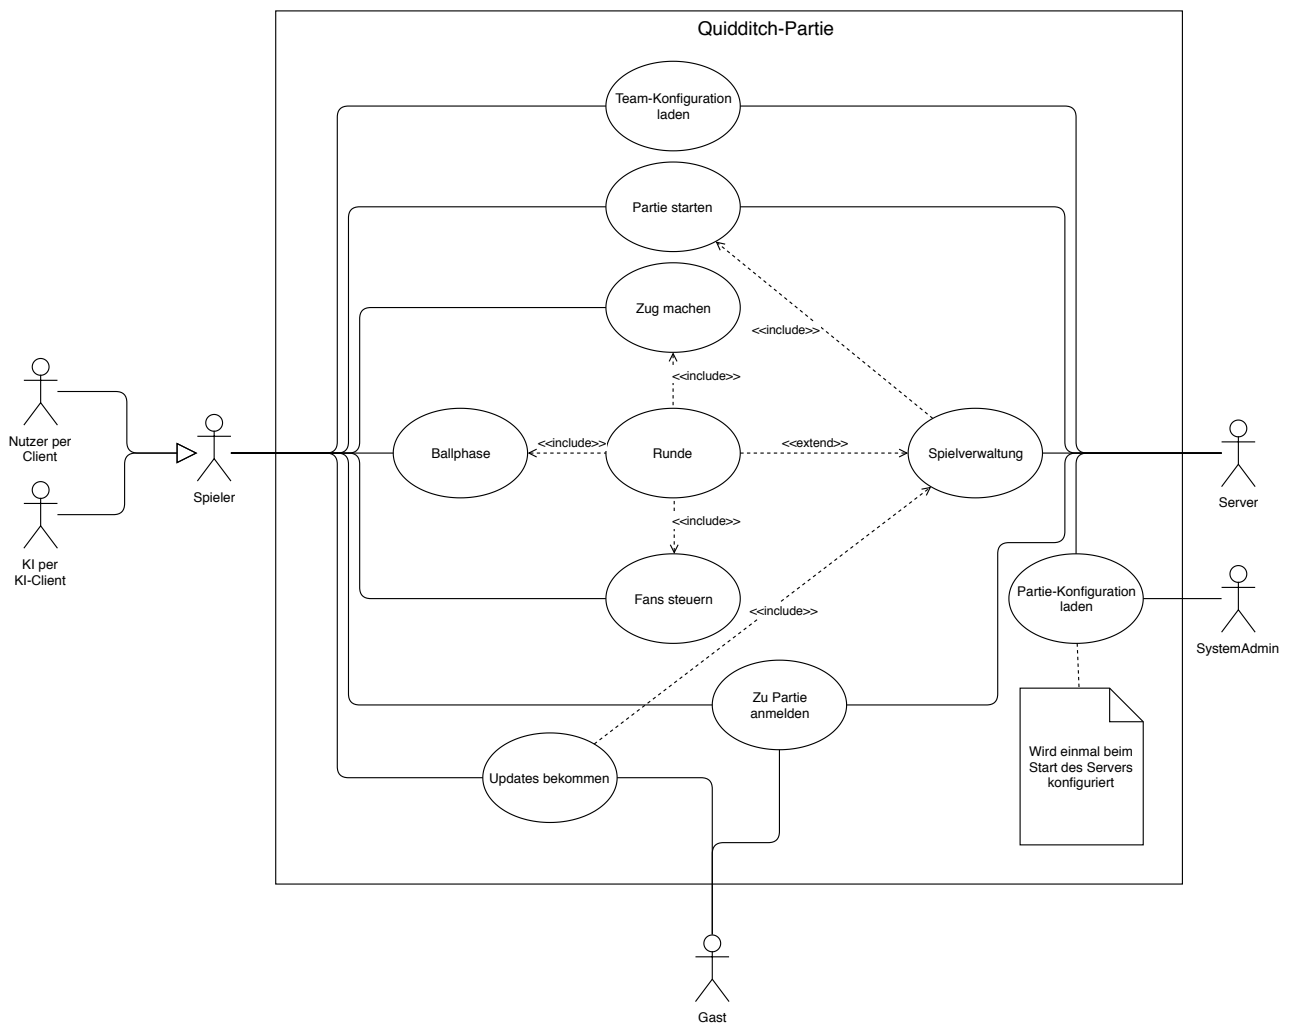 Quidditch-Partie
Team-Konfiguration
laden
Partie starten
Zug machen
<<include>>
<<include>>
Nutzer per
Client
Spieler
Ballphase
<<include>>
Runde
<<extend>>
Spielverwaltung
Server
KI per
KI-Client
<<include>>
Fans steuern
<<include>>
Partie-Konfiguration
laden
SystemAdmin
Zu Partie
anmelden
Updates bekommen
Wird einmal beim
Start des Servers
konfiguriert
Gast